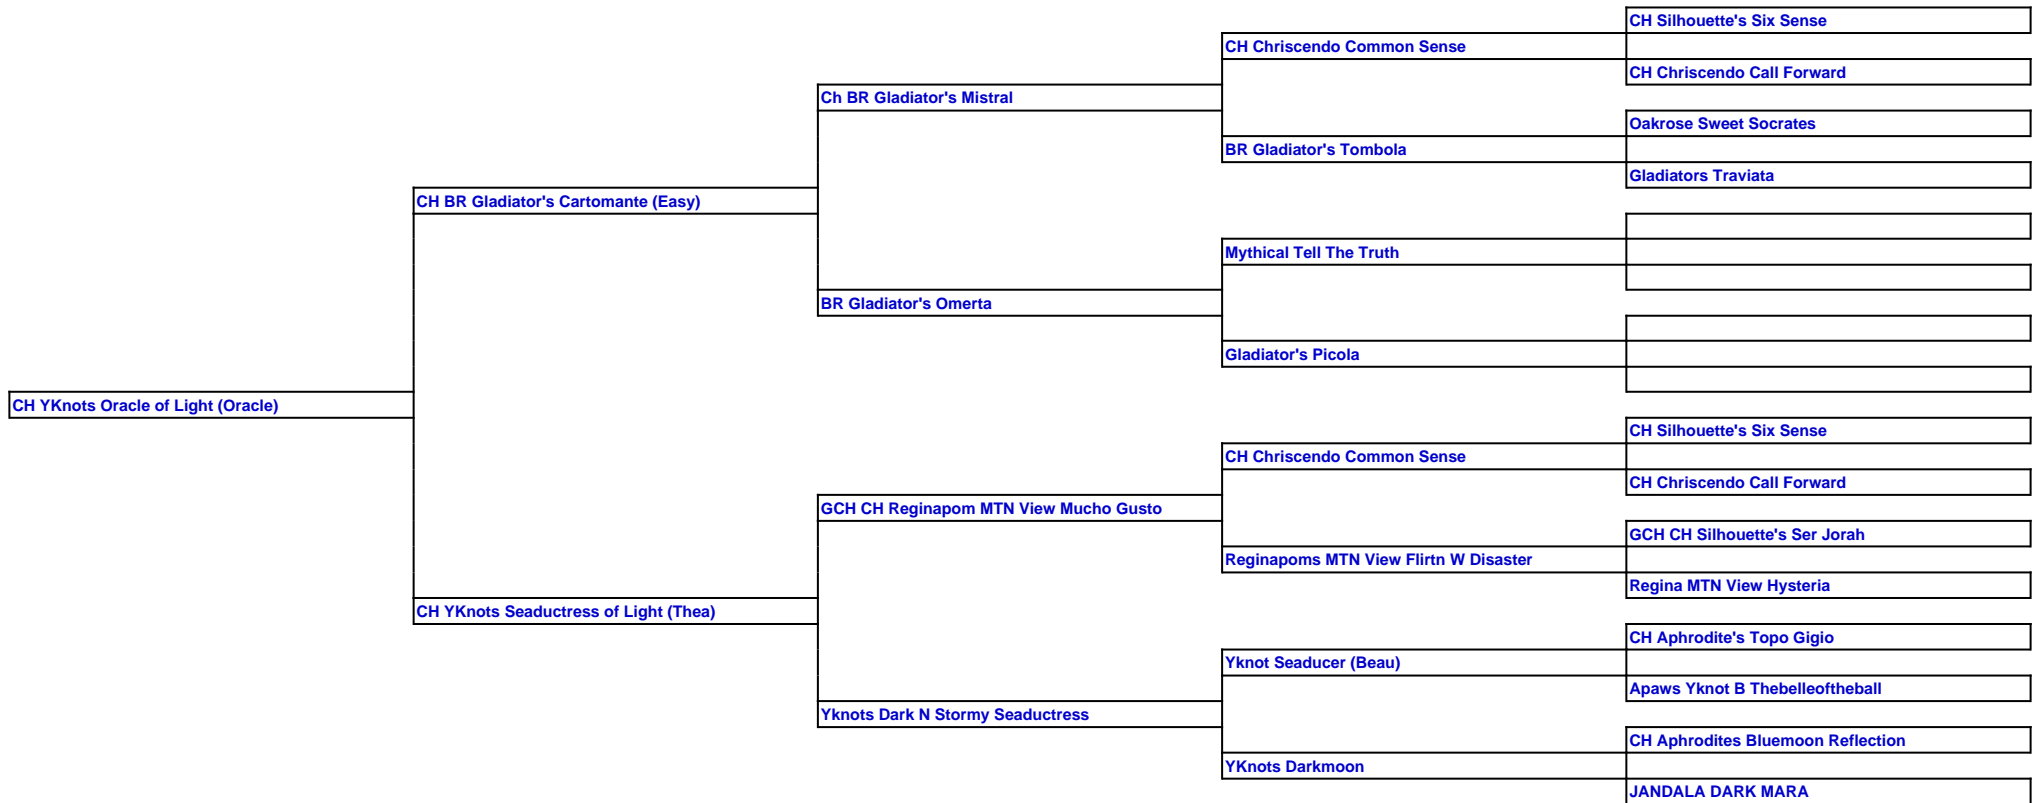 CH Silhouette's Six Sense
CH Chriscendo Common Sense
CH Chriscendo Call Forward
Ch BR Gladiator's Mistral
Oakrose Sweet Socrates
BR Gladiator's Tombola
Gladiators Traviata
CH BR Gladiator's Cartomante (Easy)
Mythical Tell The Truth
BR Gladiator's Omerta
Gladiator's Picola
CH YKnots Oracle of Light (Oracle)
CH Silhouette's Six Sense
CH Chriscendo Common Sense
CH Chriscendo Call Forward
GCH CH Reginapom MTN View Mucho Gusto
GCH CH Silhouette's Ser Jorah
Reginapoms MTN View Flirtn W Disaster
Regina MTN View Hysteria
CH YKnots Seaductress of Light (Thea)
CH Aphrodite's Topo Gigio
Yknot Seaducer (Beau)
Apaws Yknot B Thebelleoftheball
Yknots Dark N Stormy Seaductress
CH Aphrodites Bluemoon Reflection
YKnots Darkmoon
JANDALA DARK MARA